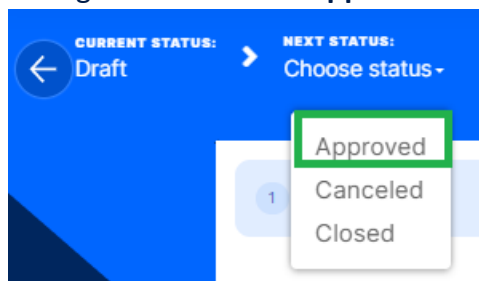 CURRENT STATUS:
Draft
NEXT STATUS:
Choose status
Approved
1
Canceled
Closed